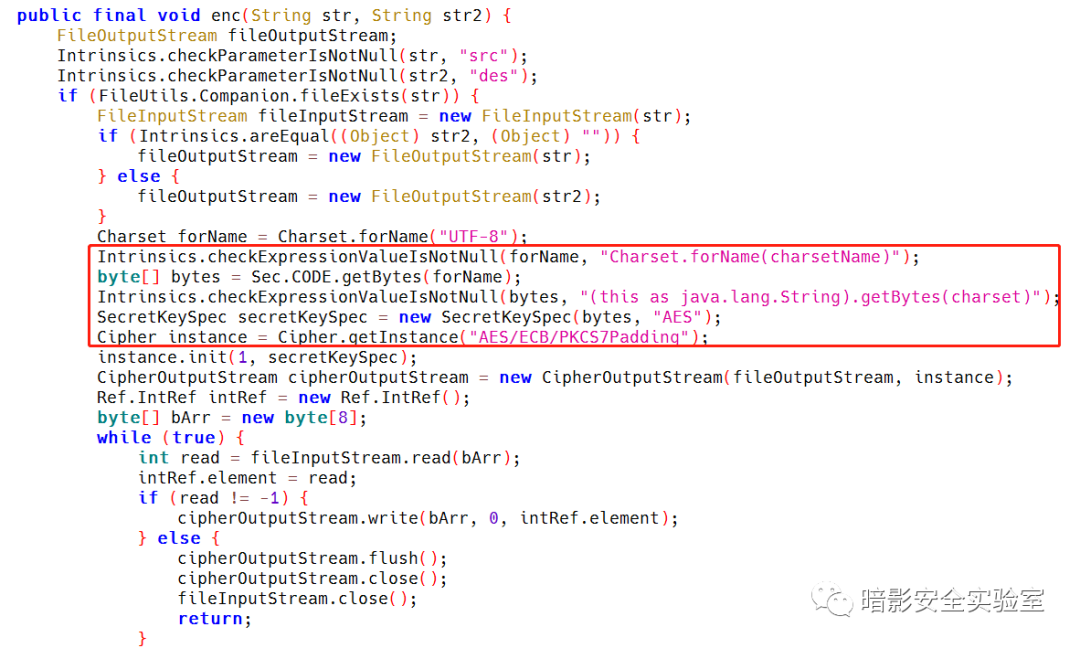 public final void enc(String str, String str2) {
    FileOutputStream fileOutputStream;
    Intrinsics.checkParameterIsNotNull(str, "src");
    Intrinsics.checkParameterIsNotNull(str2, "des");
    if (FileUtils.Companion.fileExists(str)) {
        FileInputStream fileInputStream = new FileInputStream(str);
        if (Intrinsics.areEqual((Object) str2, (Object) "")) {
            fileOutputStream = new FileOutputStream(str);
        } else {
            fileOutputStream = new FileOutputStream(str2);
        }
        Charset forName = Charset.forName("UTF-8");
        Intrinsics.checkExpressionValueIsNotNull(forName, "Charset.forName(charsetName)");
        byte[] bytes = Sec.CODE.getBytes(forName);
        Intrinsics.checkExpressionValueIsNotNull(bytes, "(this as java.lang.String).getBytes(charset)");
        SecretKeySpec secretKeySpec = new SecretKeySpec(bytes, "AES");
        Cipher instance = Cipher.getInstance("AES/ECB/PKCS7Padding");
        instance.init(1, secretKeySpec);
        CipherOutputStream cipherOutputStream = new CipherOutputStream(fileOutputStream, instance);
        Ref.IntRef intRef = new Ref.IntRef();
        byte[] bArr = new byte[8];
        while (true) {
            int read = fileInputStream.read(bArr);
            intRef.element = read;
            if (read != -1) {
                cipherOutputStream.write(bArr, 0, intRef.element);
            } else {
                cipherOutputStream.flush();
                cipherOutputStream.close();
                fileInputStream.close();
                return;
            }
暗影安全实验室